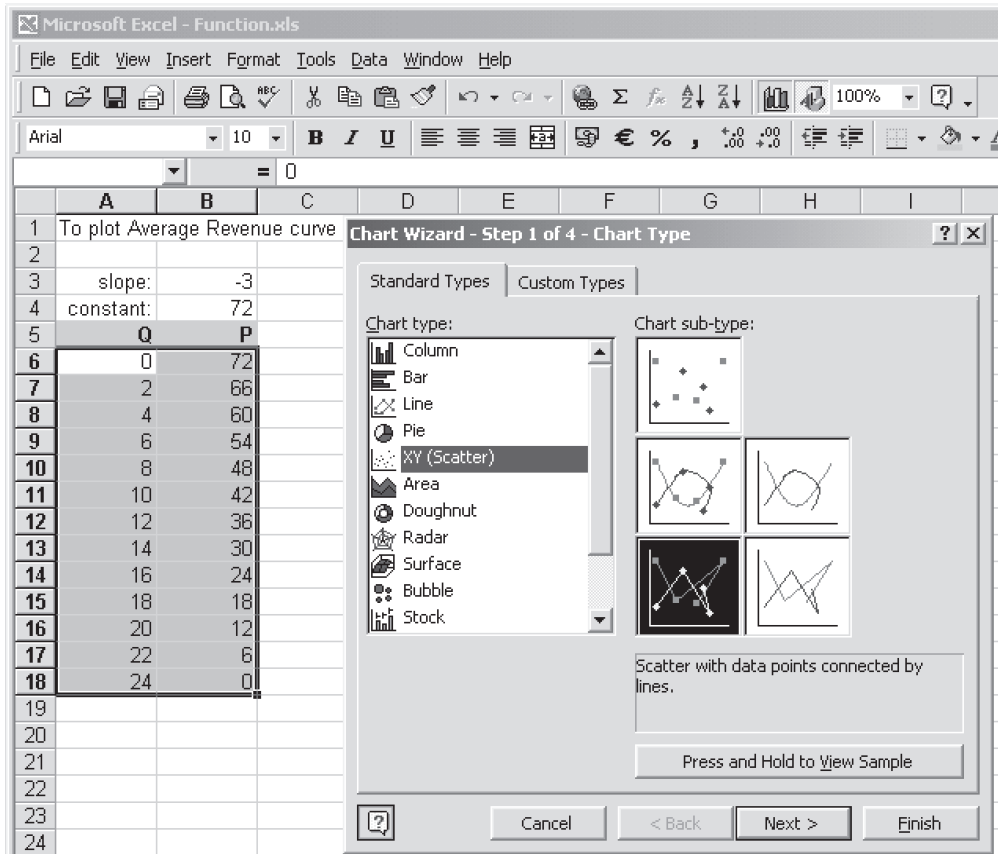 Microsoft Excel - Function.xls
File Edit View Insert Format Tools Data Window Help
ABC Σ fx A Z Z A 100% ?
Arial 10 B I U a € % , +.0 .00 .00 +.0
= 0
A B C D E F G H I
1 To plot Average Revenue curve
2
3 slope: -3
4 constant: 72
5 Q P
6 0 72
7 2 66
8 4 60
9 6 54
10 8 48
11 10 42
12 12 36
13 14 30
14 16 24
15 18 18
16 20 12
17 22 6
18 24 0
19
20
21
22
23
24
Chart Wizard - Step 1 of 4 - Chart Type ? ×
Standard Types Custom Types
Chart type:
Column
Bar
Line
Pie
XY (Scatter)
Area
Doughnut
Radar
Surface
Bubble
Stock
Chart sub-type:
Scatter with data points connected by
lines.
Press and Hold to View Sample
? Cancel < Back Next > Finish